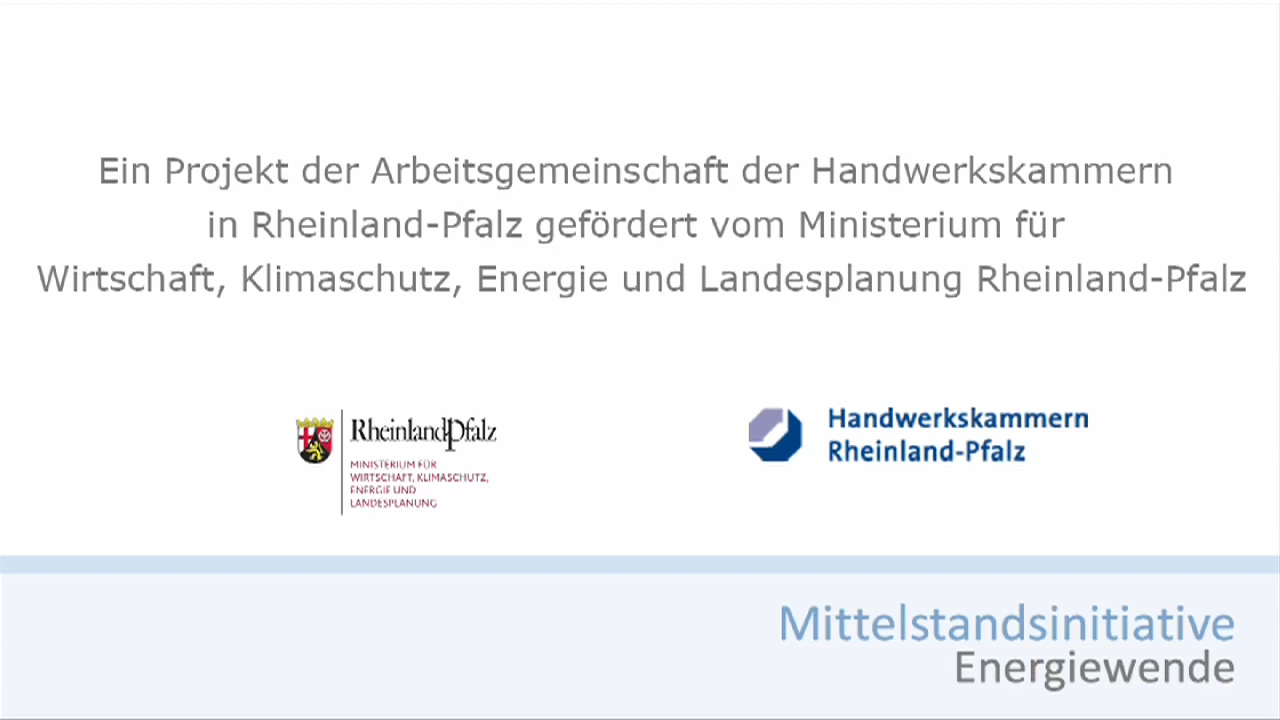 Ein Projekt der Arbeitsgemeinschaft der Handwerkskammern
in Rheinland-Pfalz gefördert vom Ministerium für
Wirtschaft, Klimaschutz, Energie und Landesplanung Rheinland-Pfalz
RheinlandPfalz
MINISTERIUM FÜR
WIRTSCHAFT, KLIMASCHUTZ,
ENERGIE UND
LANDESPLANUNG
Handwerkskammern
Rheinland-Pfalz
Mittelstandsinitiative
Energiewende